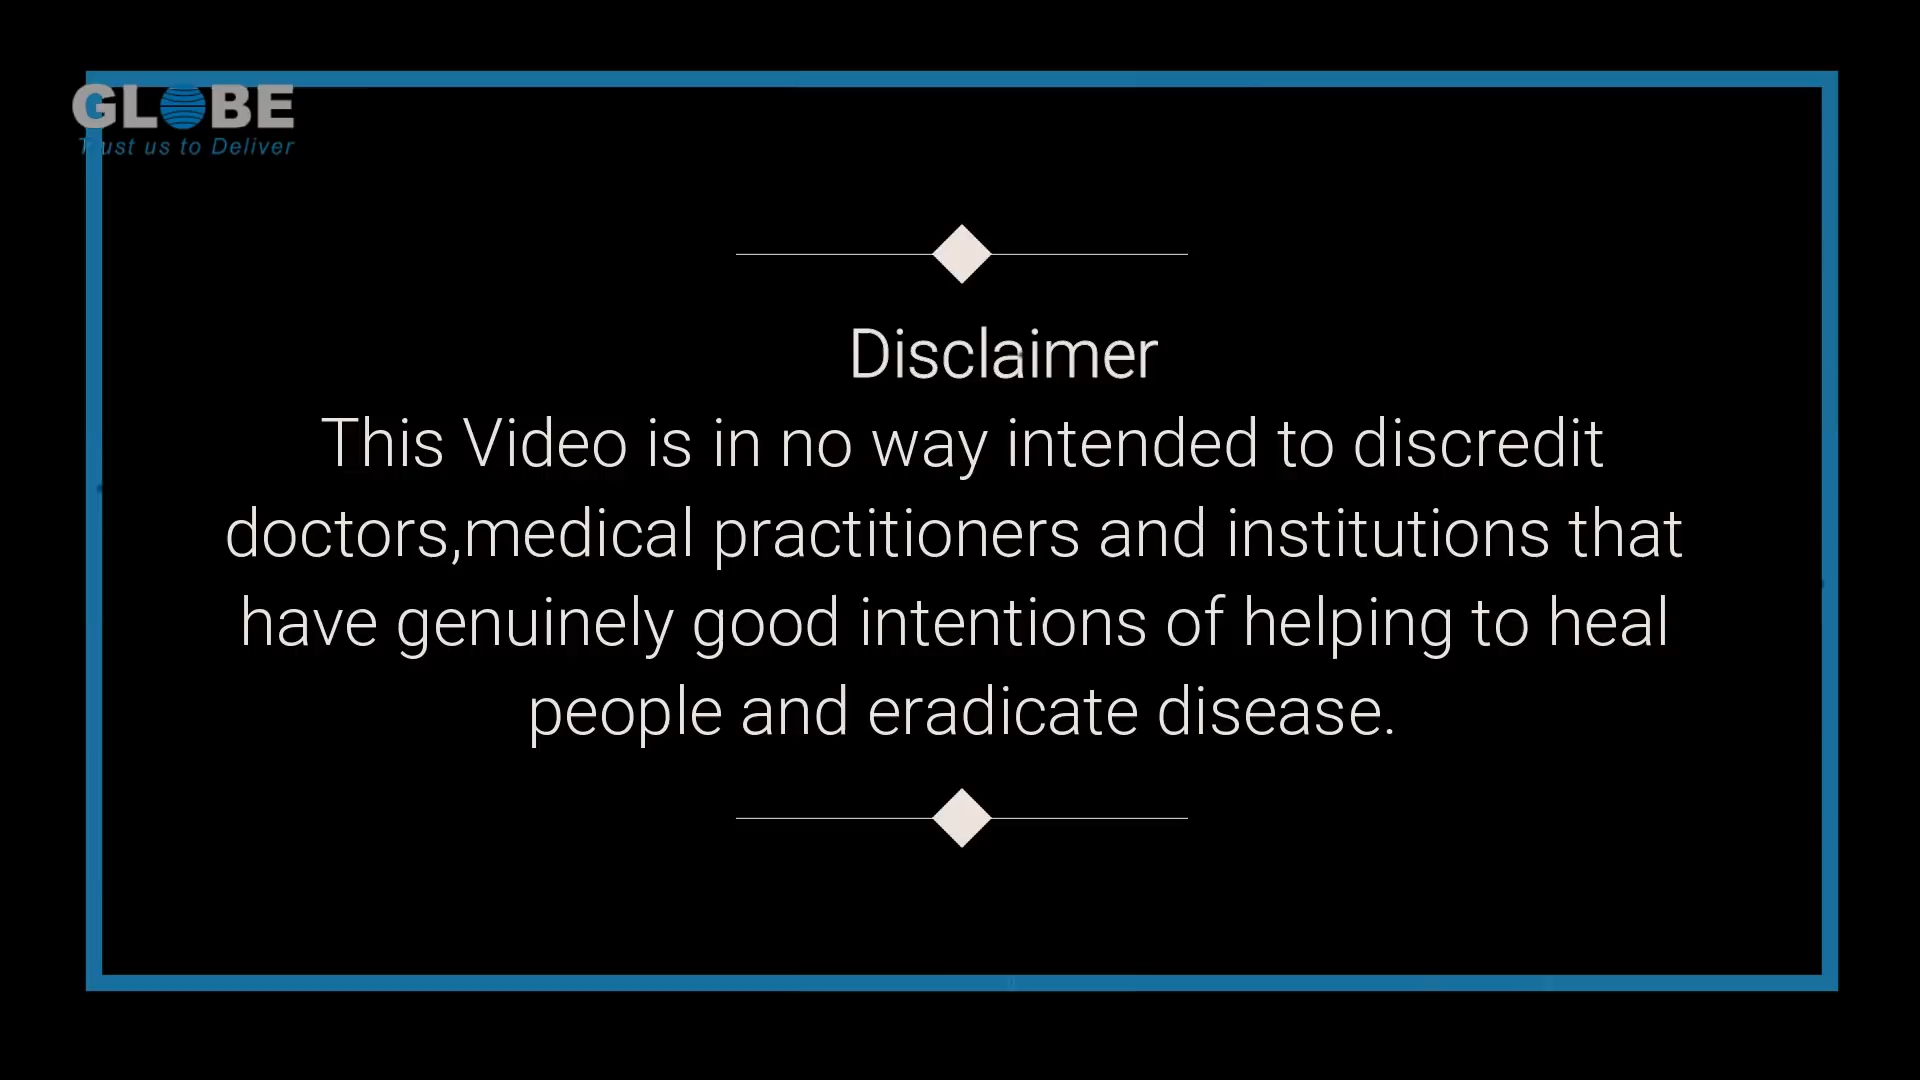 GLOBE
Trust us to Deliver
Disclaimer
This Video is in no way intended to discredit
doctors,medical practitioners and institutions that
have genuinely good intentions of helping to heal
people and eradicate disease.